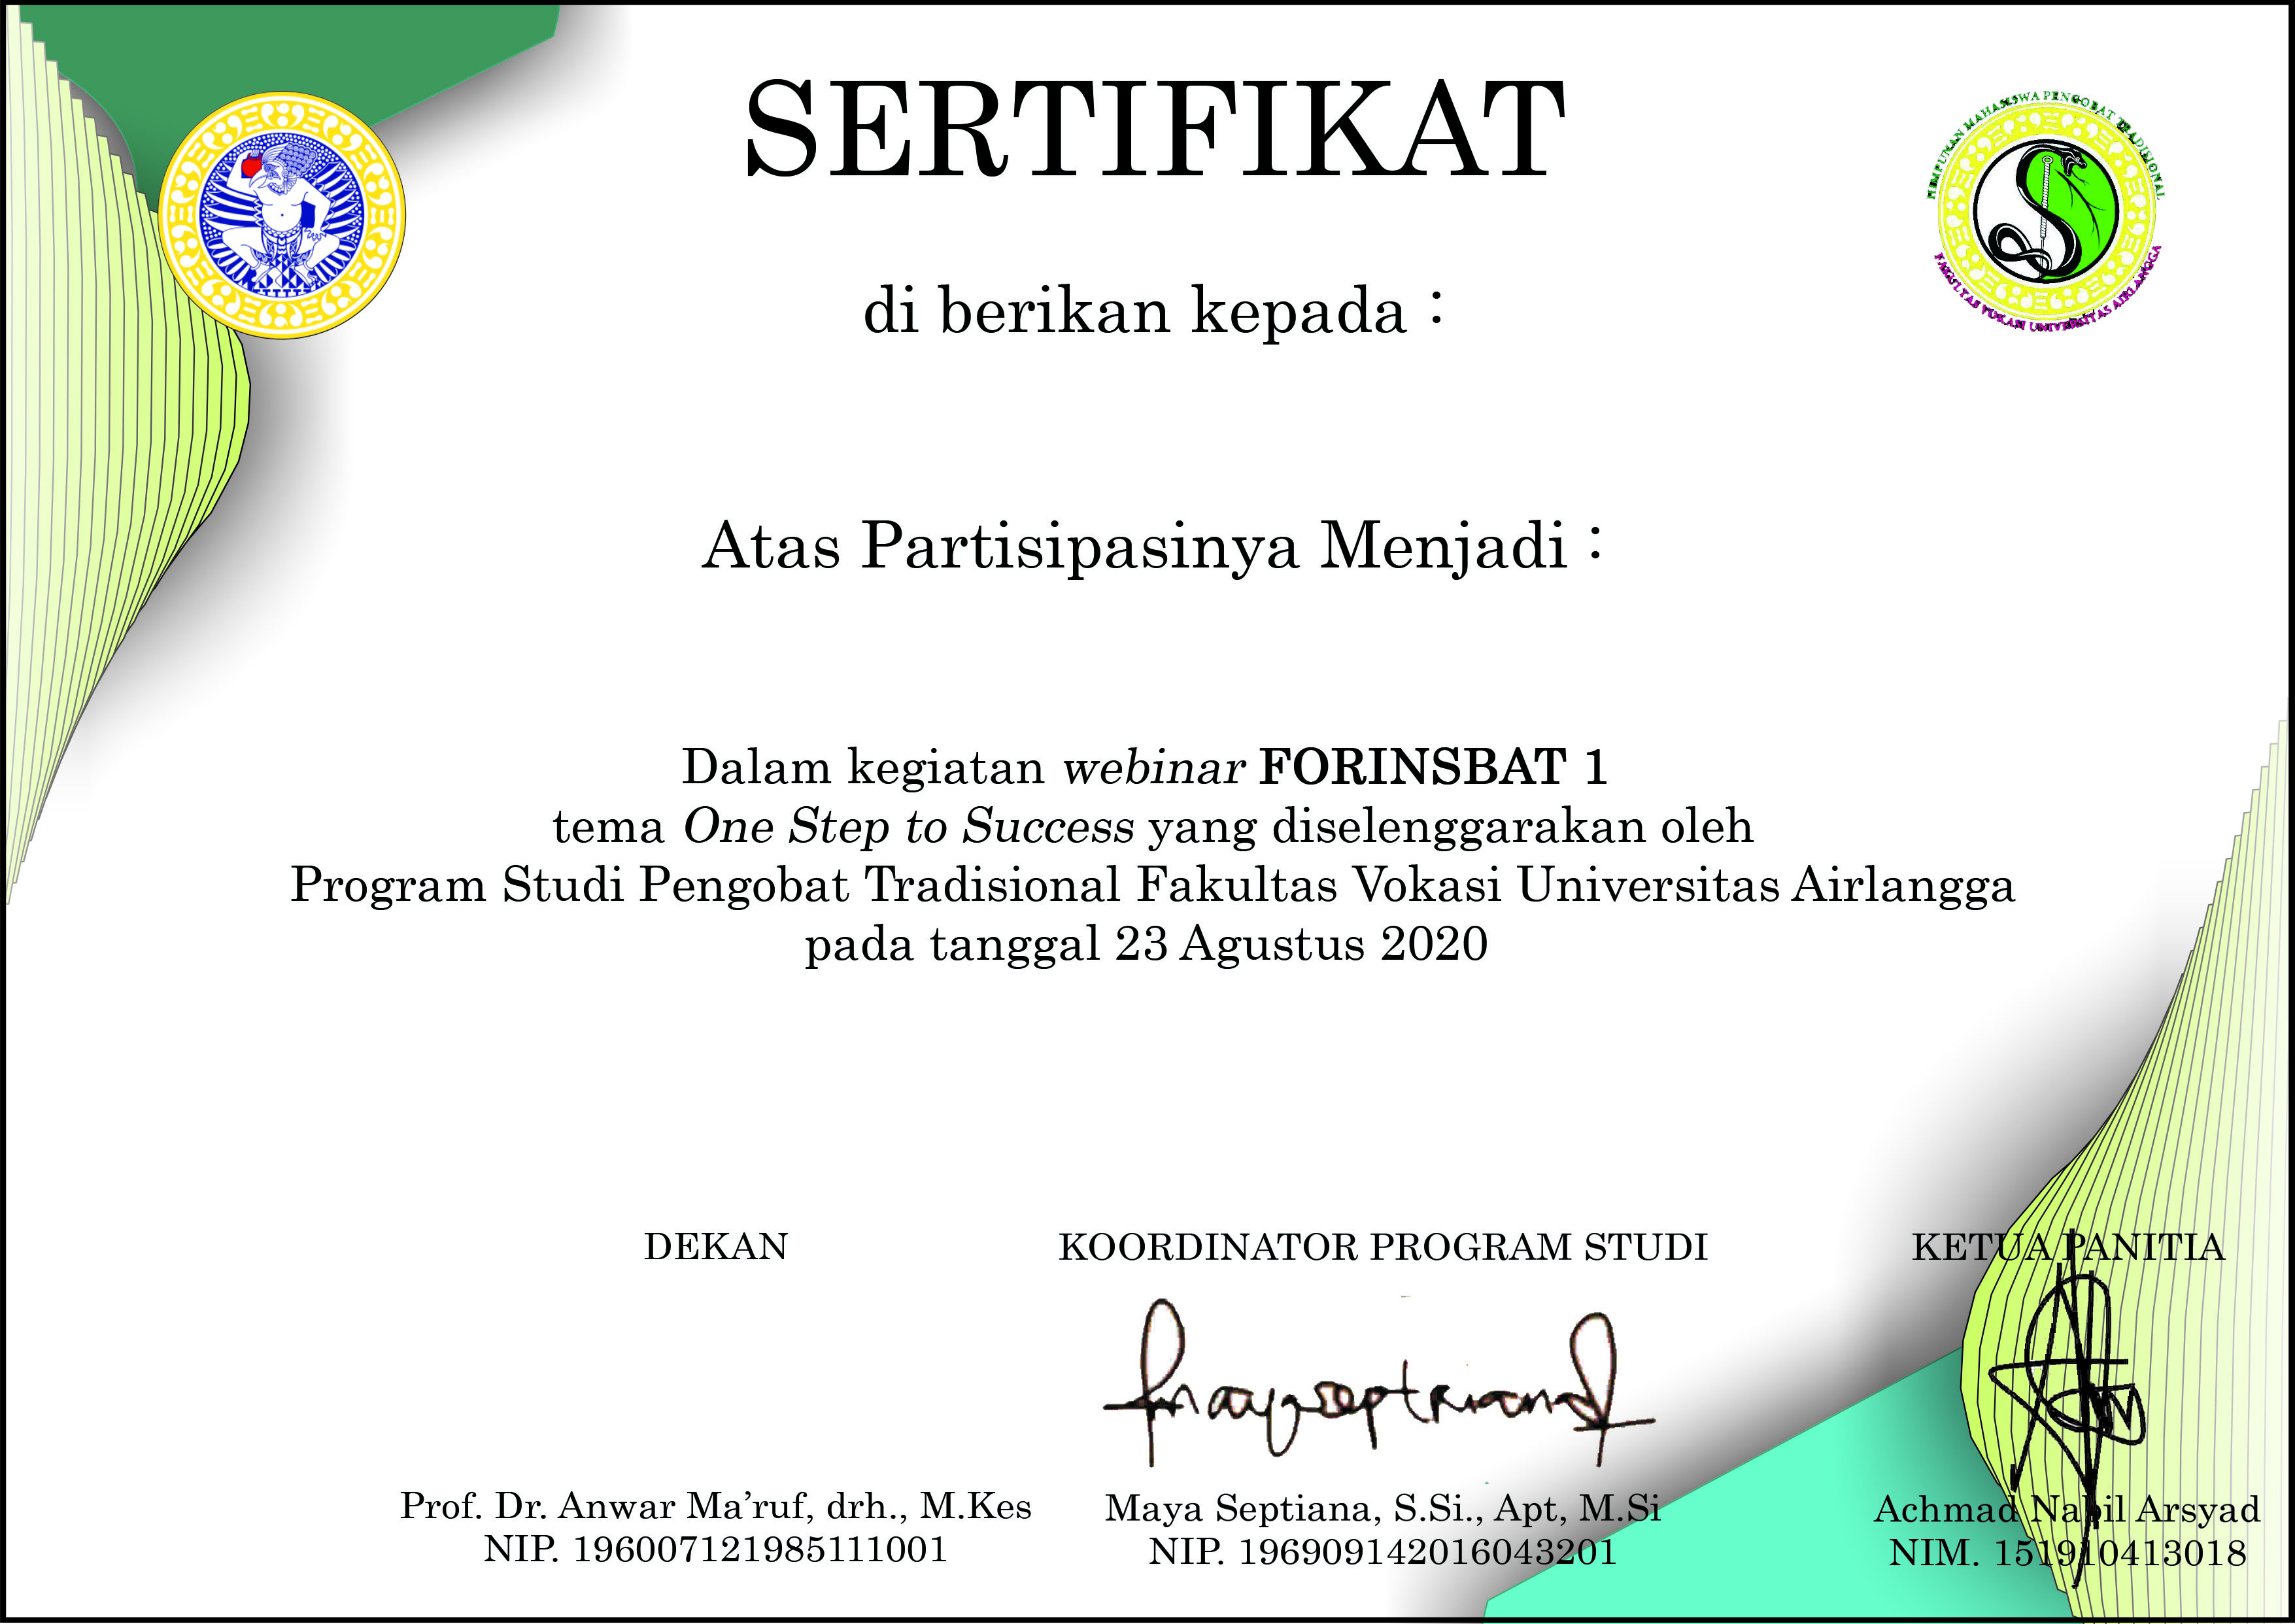 SERTIFIKAT
HIMPUNAN MAHASISWA PENGOBAT TRADISIONAL
FAKULTAS VOKASI UNIVERSITAS AIRLANGGA
di berikan kepada :
Atas Partisipasinya Menjadi :
Dalam kegiatan webinar FORINSBAT 1
tema One Step to Success yang diselenggarakan oleh
Program Studi Pengobat Tradisional Fakultas Vokasi Universitas Airlangga
pada tanggal 23 Agustus 2020
DEKAN
Prof. Dr. Anwar Ma’ruf, drh., M.Kes
NIP. 196007121985111001
KOORDINATOR PROGRAM STUDI
Maya Septiana, S.Si., Apt, M.Si
NIP. 196909142016043201
KETUA PANITIA
Achmad Nabil Arsyad
NIM. 151910413018